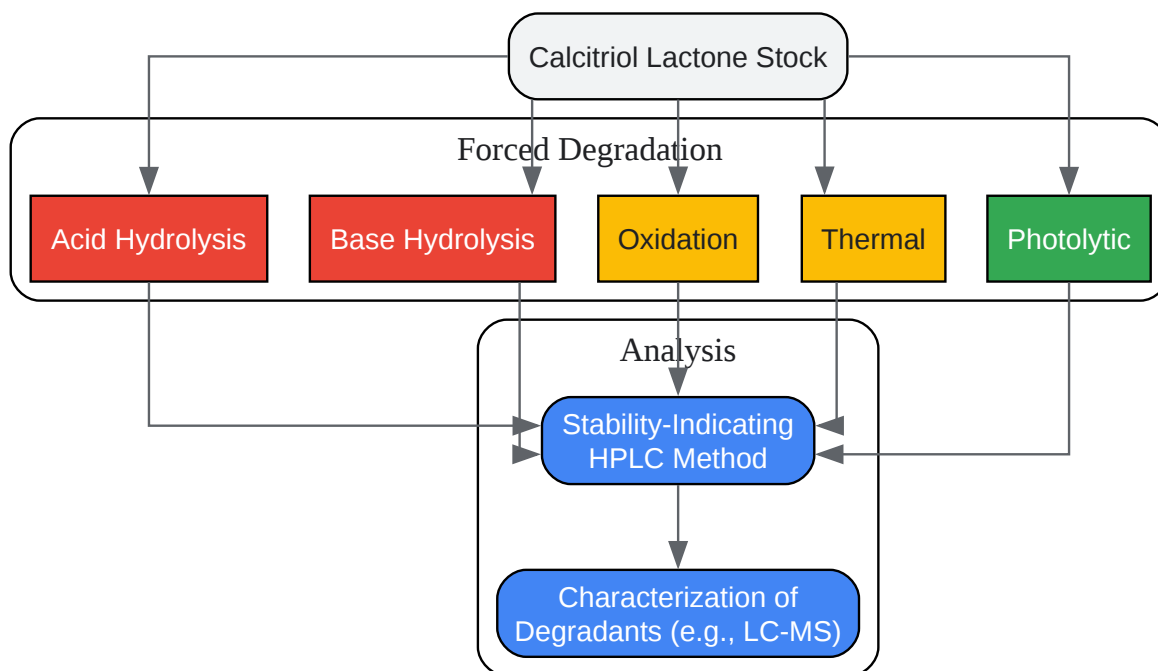 Calcitriol Lactone Stock
Forced Degradation
Acid Hydrolysis
Base Hydrolysis
Oxidation
Thermal
Photolytic
Analysis
Stability-Indicating
HPLC Method
Characterization of
Degradants (e.g., LC-MS)